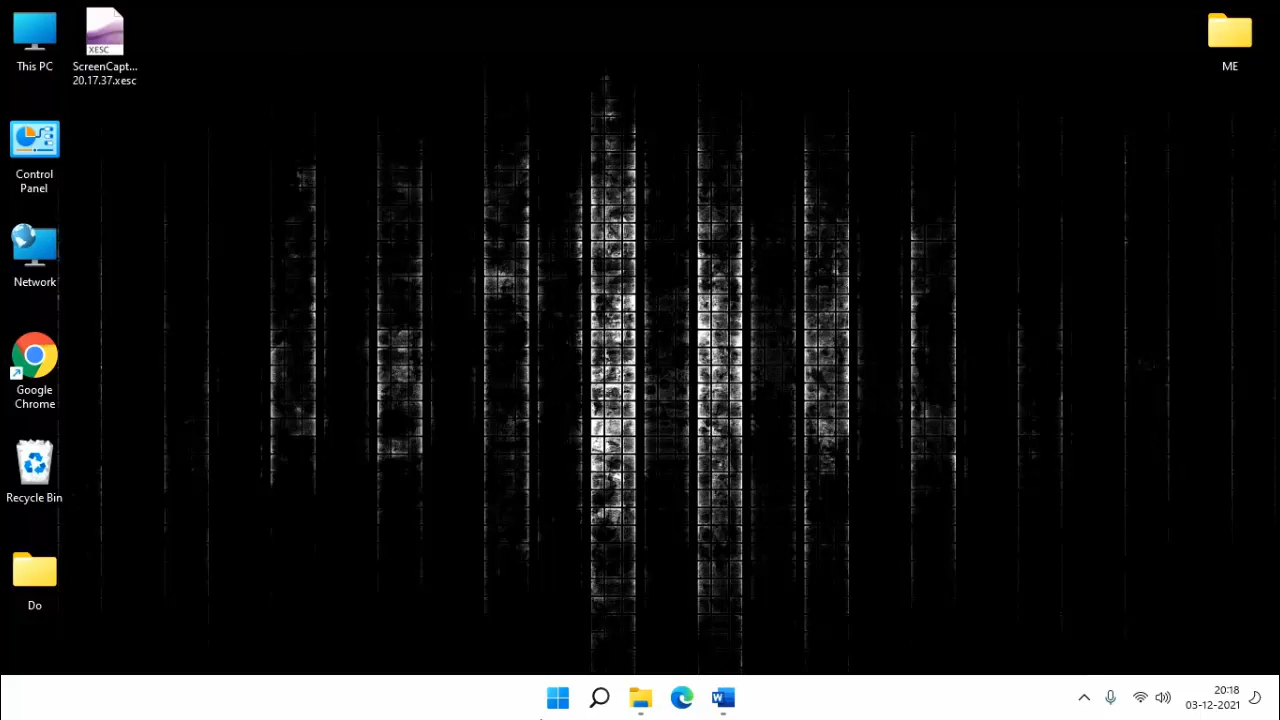 This PC
XESC
ScreenCapt...
20.17.37.xesc
ME
Control
Panel
Network
Google
Chrome
Recycle Bin
Do
W
20:18
03-12-2021